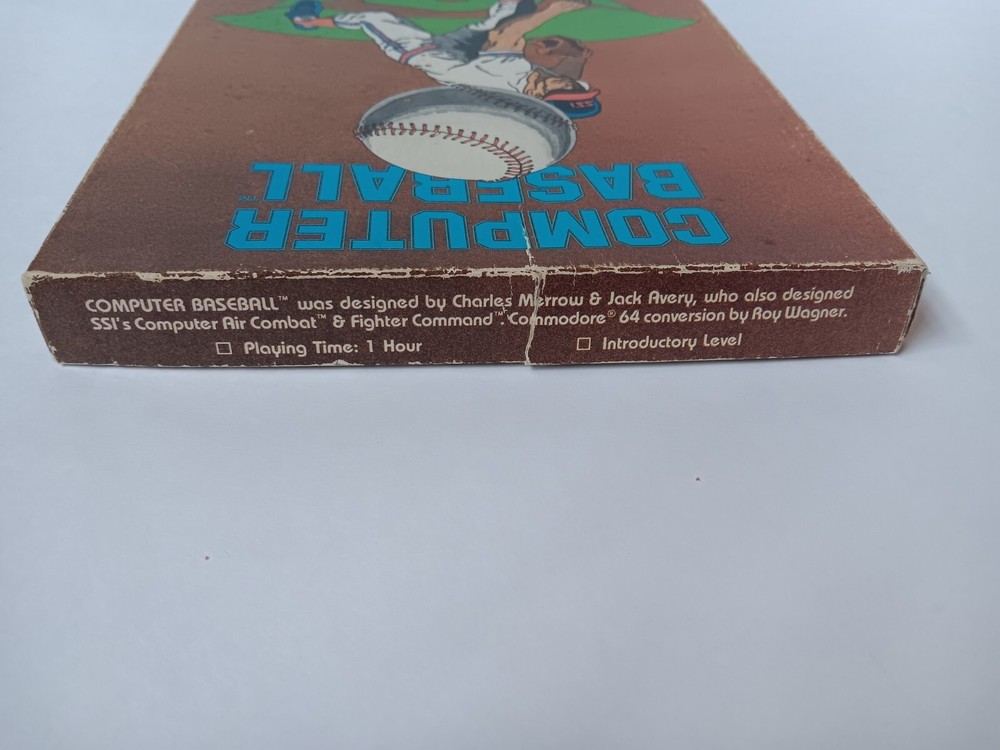 COMPUTER
BASEBALL™
SSI
COMPUTER BASEBALL™ was designed by Charles Merrow & Jack Avery, who also designed
SSI's Computer Air Combat™ & Fighter Command™. Commodore® 64 conversion by Roy Wagner.
☐ Playing Time: 1 Hour ☐ Introductory Level